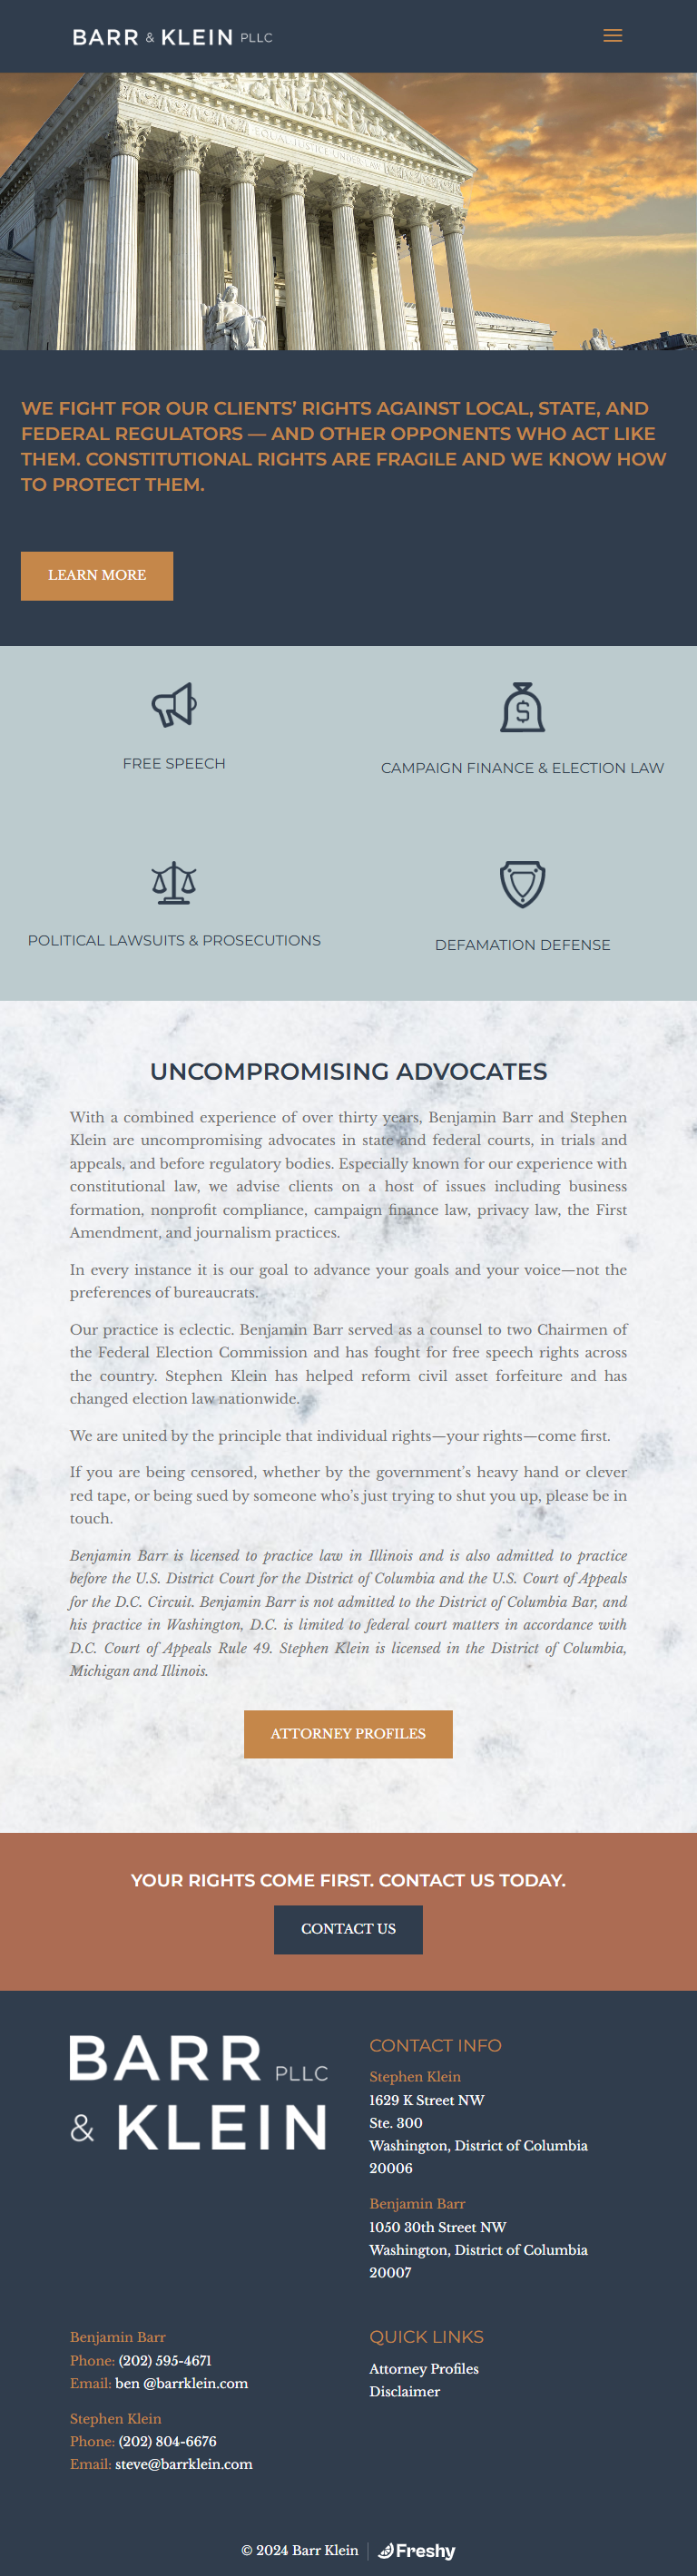 BARR & KLEIN PLLC
EQUAL JUSTICE UNDER LAW
WE FIGHT FOR OUR CLIENTS’ RIGHTS AGAINST LOCAL, STATE, AND
FEDERAL REGULATORS — AND OTHER OPPONENTS WHO ACT LIKE
THEM. CONSTITUTIONAL RIGHTS ARE FRAGILE AND WE KNOW HOW
TO PROTECT THEM.
LEARN MORE
$
FREE SPEECH
CAMPAIGN FINANCE & ELECTION LAW
POLITICAL LAWSUITS & PROSECUTIONS
DEFAMATION DEFENSE
UNCOMPROMISING ADVOCATES
With a combined experience of over thirty years, Benjamin Barr and Stephen
Klein are uncompromising advocates in state and federal courts, in trials and
appeals, and before regulatory bodies. Especially known for our experience with
constitutional law, we advise clients on a host of issues including business
formation, nonprofit compliance, campaign finance law, privacy law, the First
Amendment, and journalism practices.
In every instance it is our goal to advance your goals and your voice—not the
preferences of bureaucrats.
Our practice is eclectic. Benjamin Barr served as a counsel to two Chairmen of
the Federal Election Commission and has fought for free speech rights across
the country. Stephen Klein has helped reform civil asset forfeiture and has
changed election law nationwide.
We are united by the principle that individual rights—your rights—come first.
If you are being censored, whether by the government’s heavy hand or clever
red tape, or being sued by someone who’s just trying to shut you up, please be in
touch.
Benjamin Barr is licensed to practice law in Illinois and is also admitted to practice
before the U.S. District Court for the District of Columbia and the U.S. Court of Appeals
for the D.C. Circuit. Benjamin Barr is not admitted to the District of Columbia Bar, and
his practice in Washington, D.C. is limited to federal court matters in accordance with
D.C. Court of Appeals Rule 49. Stephen Klein is licensed in the District of Columbia,
Michigan and Illinois.
ATTORNEY PROFILES
YOUR RIGHTS COME FIRST. CONTACT US TODAY.
CONTACT US
BARR PLLC
& KLEIN
CONTACT INFO
Stephen Klein
1629 K Street NW
Ste. 300
Washington, District of Columbia
20006
Benjamin Barr
1050 30th Street NW
Washington, District of Columbia
20007
Benjamin Barr
Phone: (202) 595-4671
Email: ben @barrklein.com
Stephen Klein
Phone: (202) 804-6676
Email: steve@barrklein.com
QUICK LINKS
Attorney Profiles
Disclaimer
© 2024 Barr Klein | Freshy